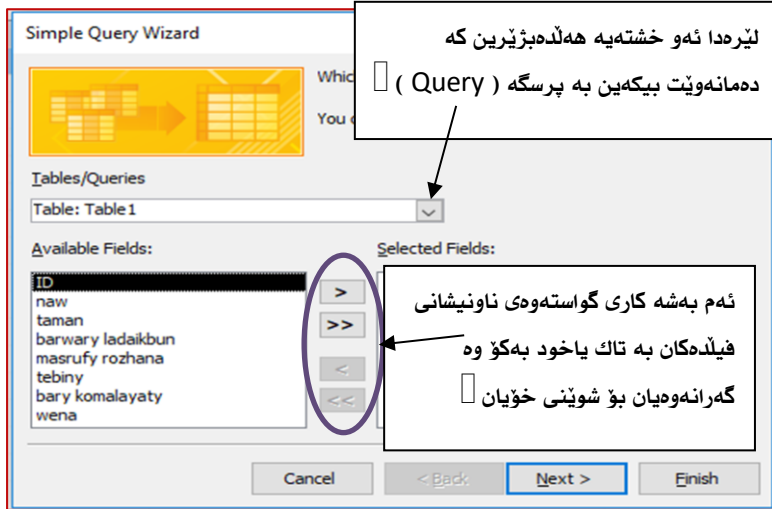 Simple Query Wizard
لێرەدا ئەو خشتەیە هەڵدەبژێرین کە
دەمانەوێت بیکەین بە پرسگە ( Query )
Whic
You c
Tables/Queries
Table: Table1
Available Fields:
Selected Fields:
ID
naw
taman
barwary ladaikbun
masrufy rozhana
tebiny
bary komalayaty
wena
>
>>
<
<<
ئەم بەشە کاری گواستەوەی ناونیشانی
فیڵدەکان بە تاك یاخود بەکۆ وە
گەرانەوەیان بۆ شوێنی خۆیان
Cancel
< Back
Next >
Finish